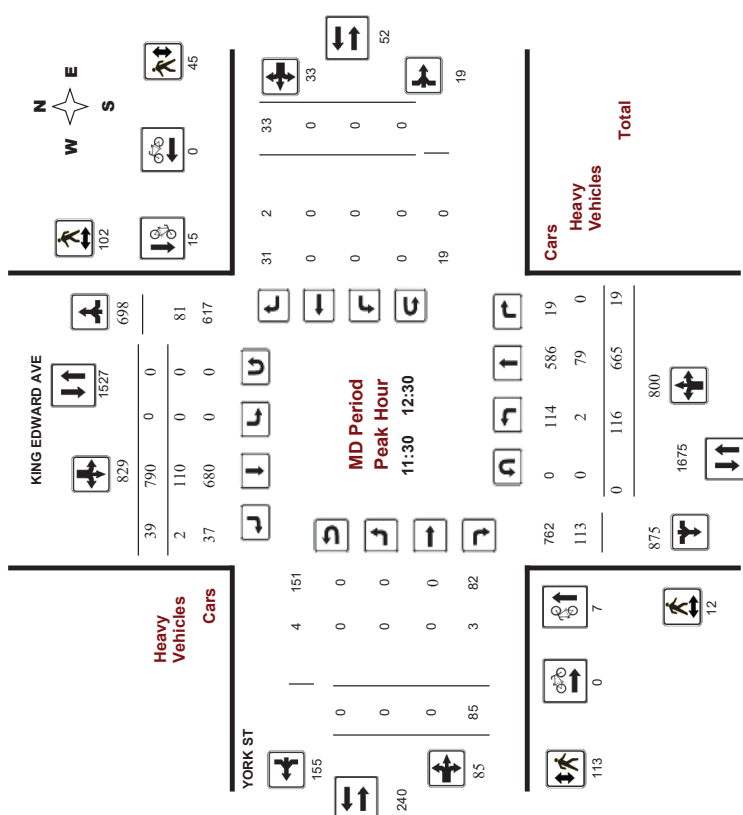 N
W E
S
45
0
102
15
KING EDWARD AVE
829
1527
698
39 790 0 0
2 110 0 0 81
37 680 0 0 617
Heavy
Vehicles
Cars
YORK ST
155
240
85
4 151
0 0 0
0 0 0
0 0 0
85 3 82
MD Period
Peak Hour
11:30 12:30
31 2 33
0 0 0
0 0 0
0 0 0
19 0
33
52
19
Cars
Heavy
Vehicles
Total
762 0 114 586 19
113 0 2 79 0
0 116 665 19
875
1675
800
113
0
7
12